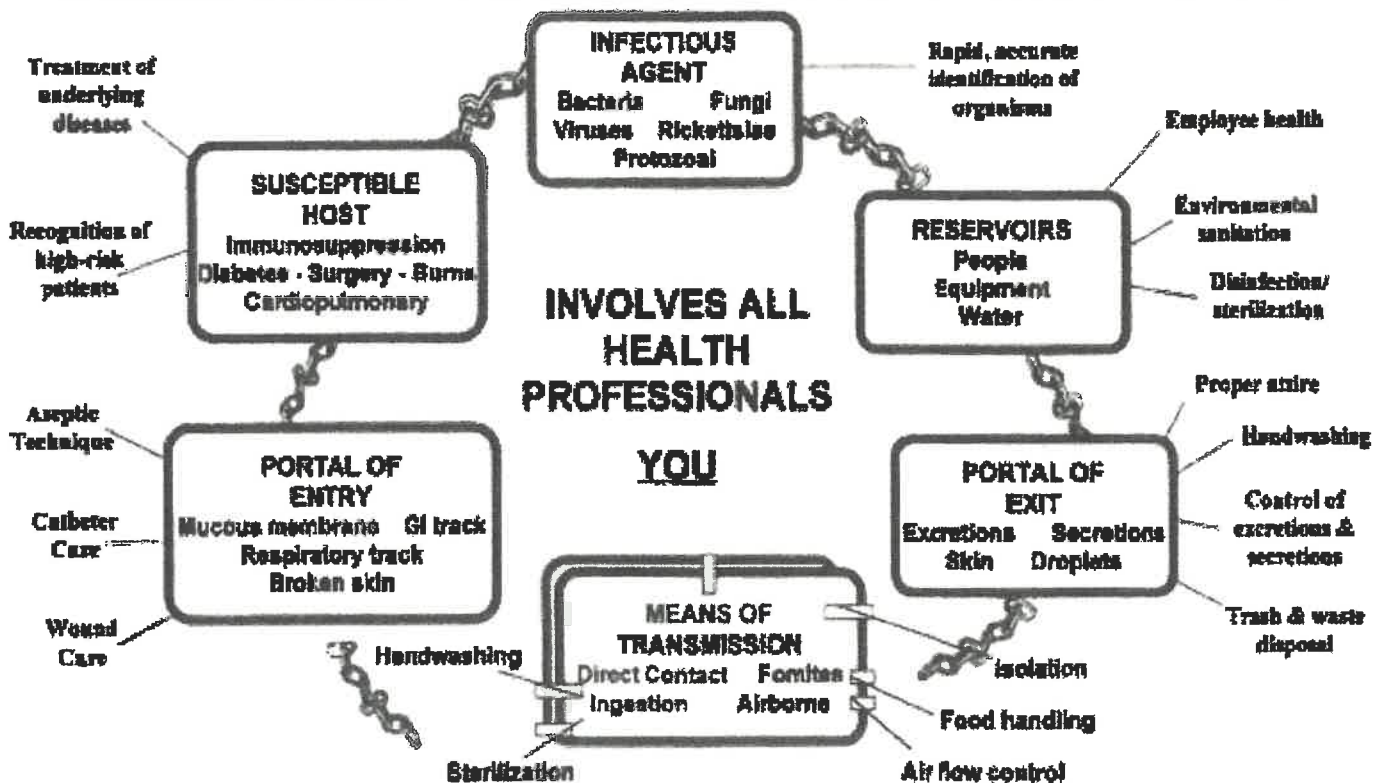 INFECTIOUS
AGENT
Bacteria Fungi
Viruses Rickettsiae
Protozoal
Rapid, accurate
identification of
organisms
Employee health
Environmental
sanitation
Disinfection/
sterilization
RESERVOIRS
People
Equipment
Water
Proper attire
Handwashing
Control of
excretions &
secretions
Trash & waste
disposal
PORTAL OF
EXIT
Excretions Secretions
Skin Droplets
MEANS OF
TRANSMISSION
Direct Contact Fomites
Ingestion Airborne
Isolation
Food handling
Air flow control
Handwashing
Sterilization
PORTAL OF
ENTRY
Mucous membrane GI track
Respiratory track
Broken skin
Aseptic
Technique
Catheter
Care
Wound
Care
SUSCEPTIBLE
HOST
Immunosuppression
Diabetes - Surgery - Burns
Cardiopulmonary
Treatment of
underlying
diseases
Recognition of
high-risk
patients
INVOLVES ALL
HEALTH
PROFESSIONALS
YOU